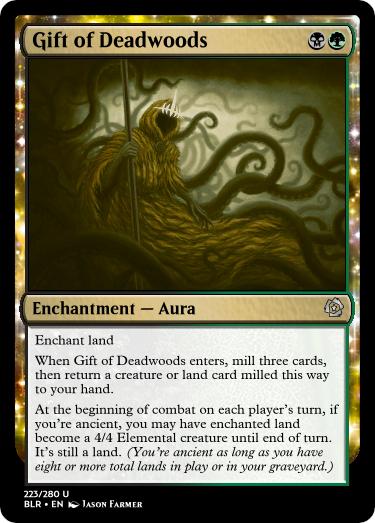 Gift of Deadwoods
Enchantment — Aura
Enchant land
When Gift of Deadwoods enters, mill three cards,
then return a creature or land card milled this way
to your hand.
At the beginning of combat on each player's turn, if
you're ancient, you may have enchanted land
become a 4/4 Elemental creature until end of turn.
It's still a land. (You're ancient as long as you have
eight or more total lands in play or in your graveyard.)
223/280 U
BLR • EN Jason Farmer